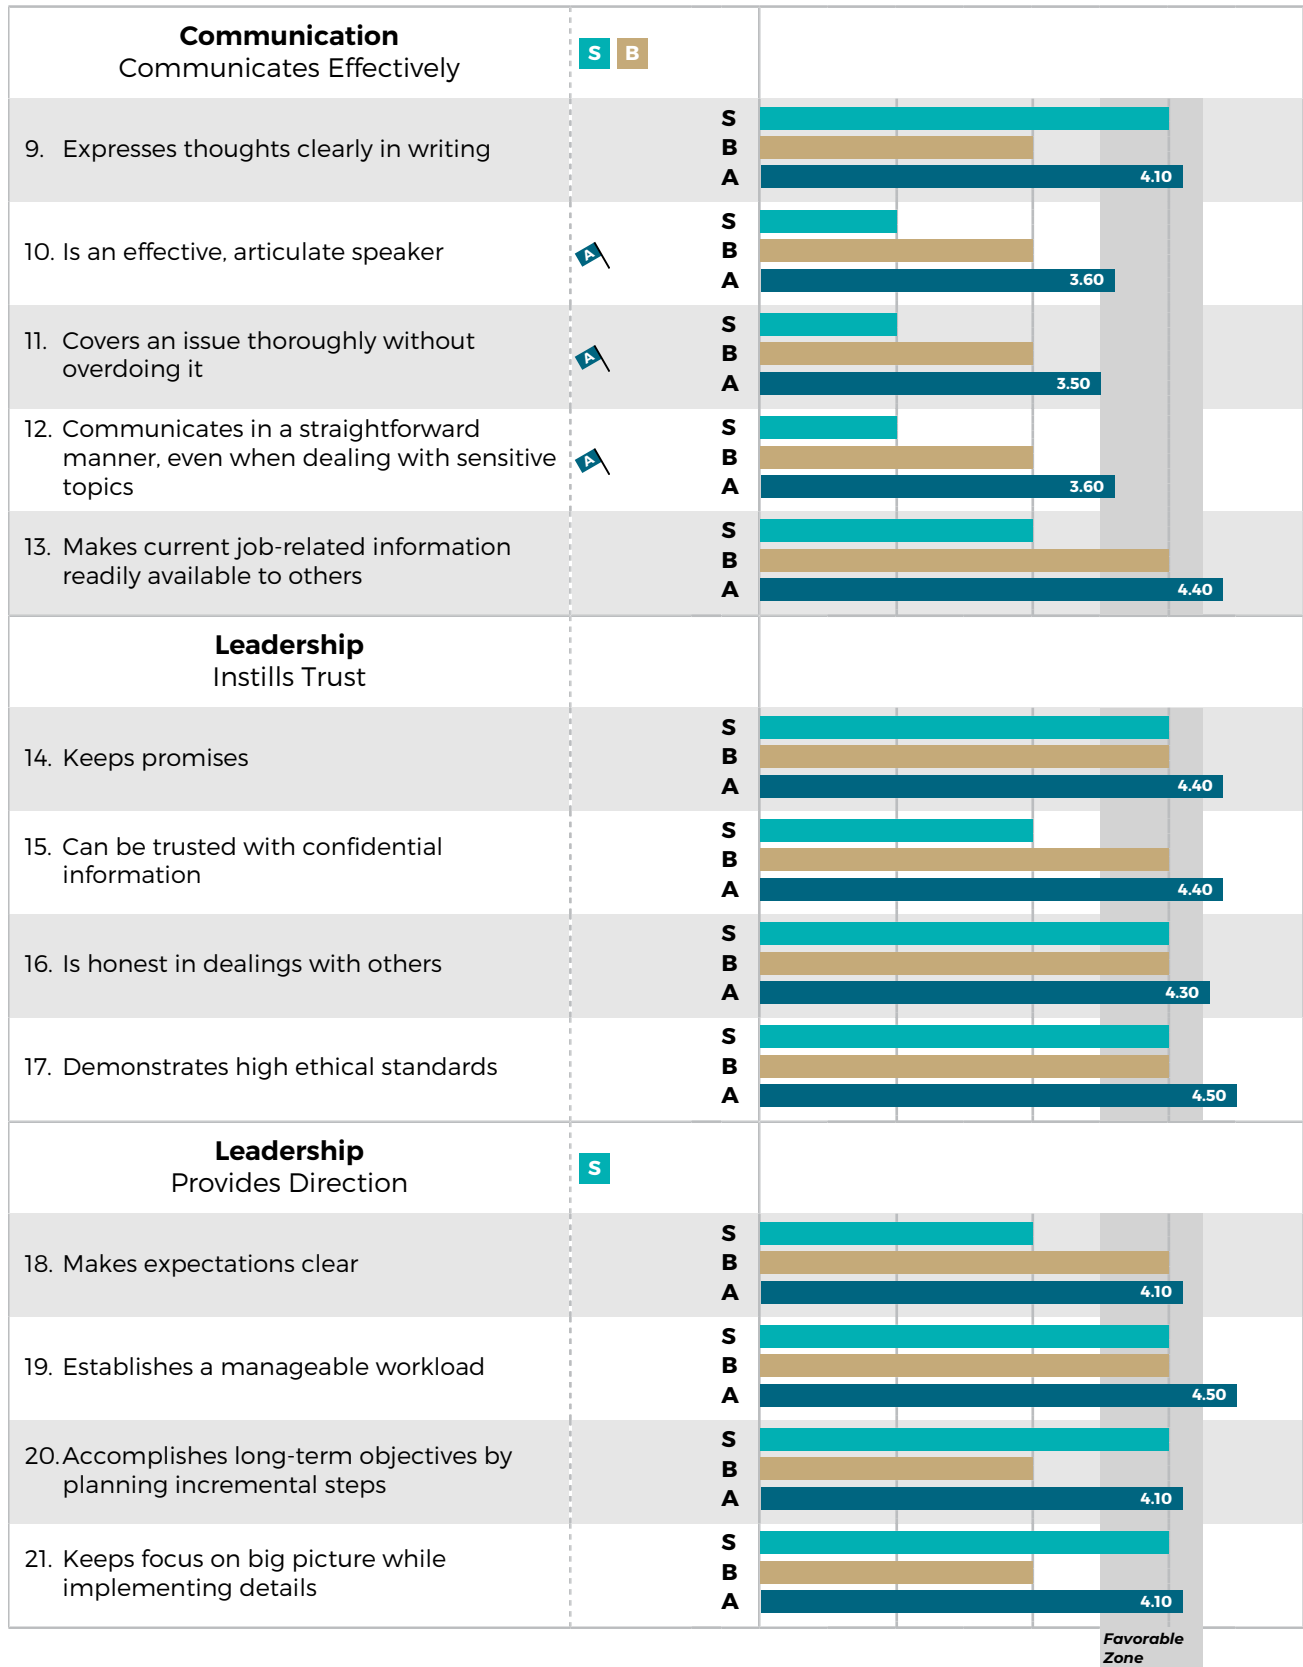 Communication
Communicates Effectively
S B
9. Expresses thoughts clearly in writing
S
B
A 4.10
10. Is an effective, articulate speaker
A
S
B
A 3.60
11. Covers an issue thoroughly without
overdoing it
A
S
B
A 3.50
12. Communicates in a straightforward
manner, even when dealing with sensitive
topics
A
S
B
A 3.60
13. Makes current job-related information
readily available to others
S
B
A 4.40
Leadership
Instills Trust
14. Keeps promises
S
B
A 4.40
15. Can be trusted with confidential
information
S
B
A 4.40
16. Is honest in dealings with others
S
B
A 4.30
17. Demonstrates high ethical standards
S
B
A 4.50
Leadership
Provides Direction
S
18. Makes expectations clear
S
B
A 4.10
19. Establishes a manageable workload
S
B
A 4.50
20. Accomplishes long-term objectives by
planning incremental steps
S
B
A 4.10
21. Keeps focus on big picture while
implementing details
S
B
A 4.10
Favorable
Zone